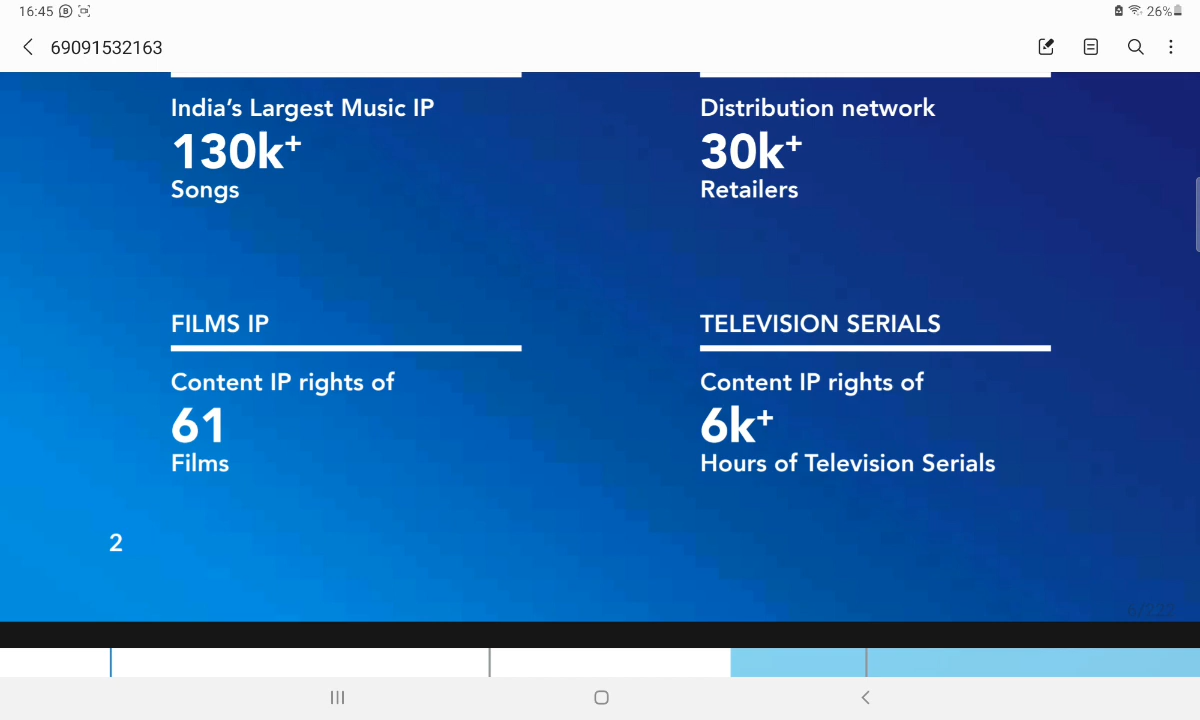 16:45
26%
69091532163
India's Largest Music IP
130k+
Songs
Distribution network
30k+
Retailers
FILMS IP
Content IP rights of
61
Films
TELEVISION SERIALS
Content IP rights of
6k+
Hours of Television Serials
2